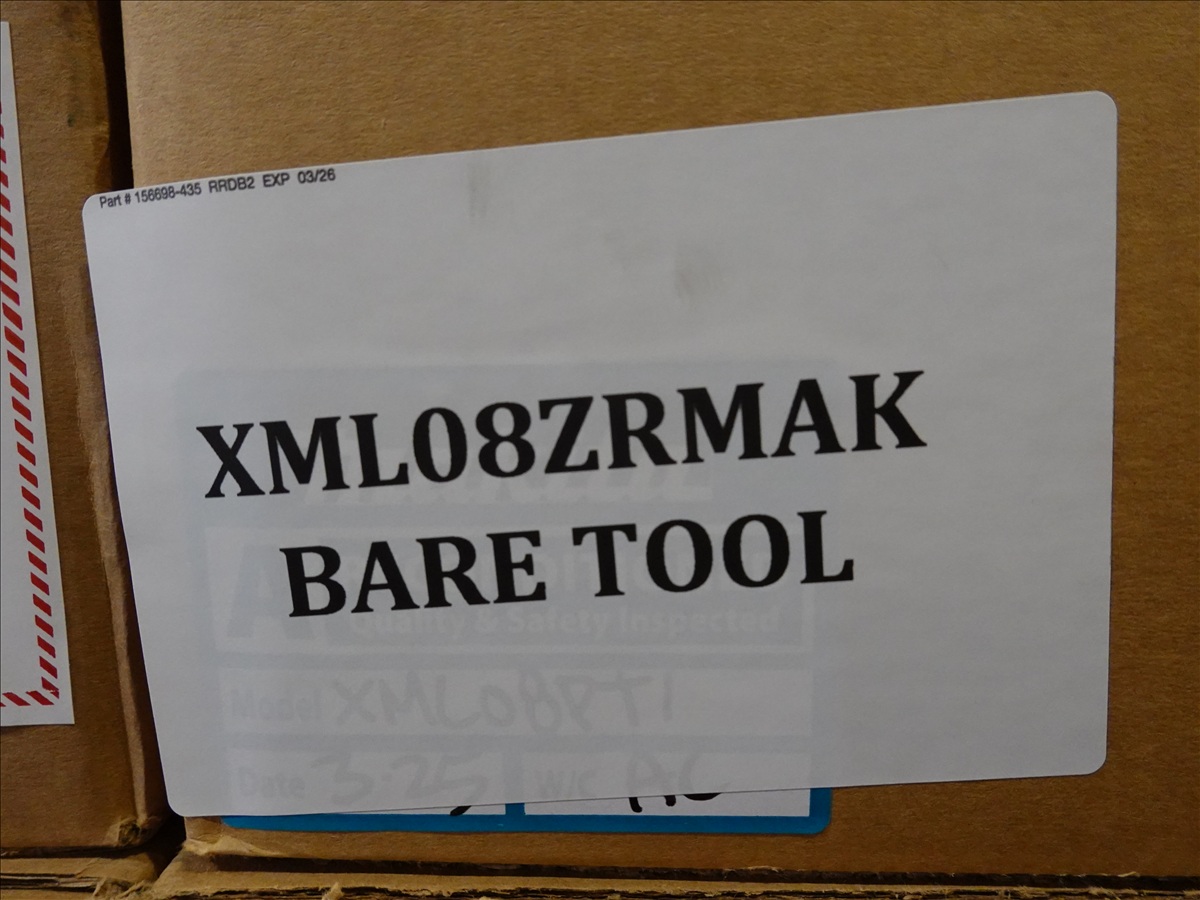 Part # 156698-435 RRDB2 EXP 03/26
XML08ZRMAK
BARE TOOL
Quality & Safety Inspected
Model XML08PT1
Date 3-25 W/C